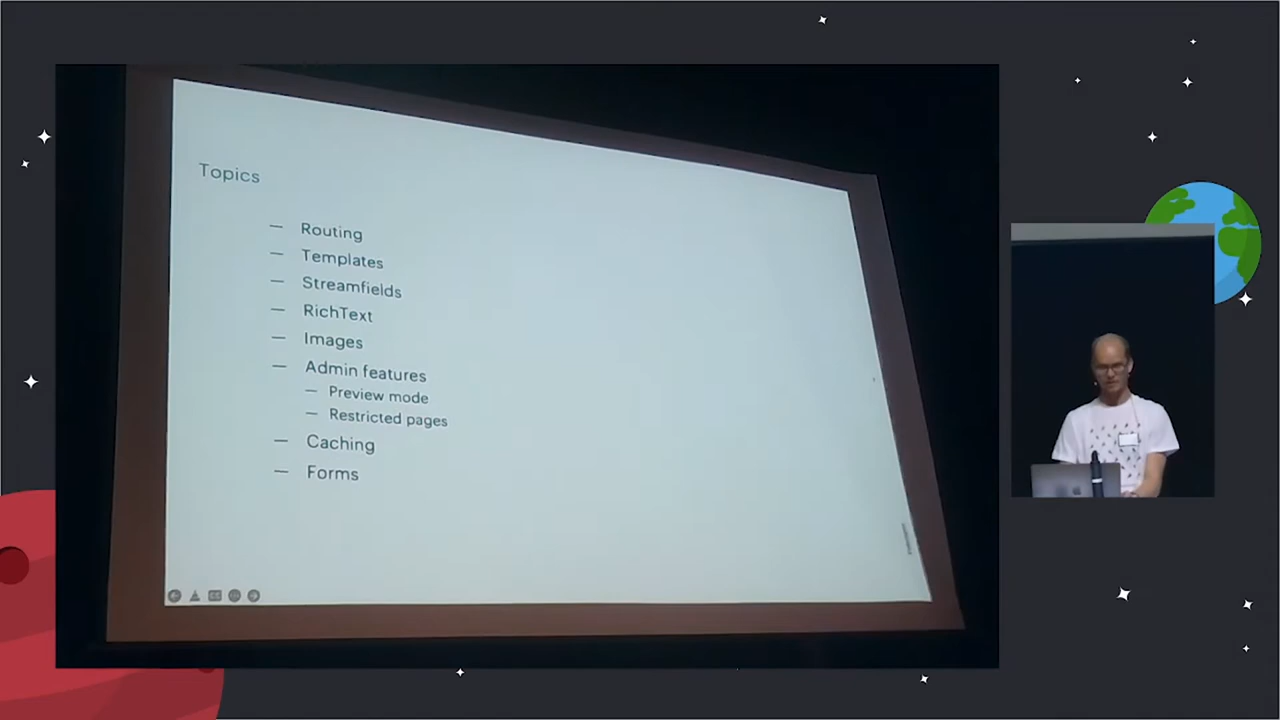 Topics
— Routing
— Templates
— Streamfields
— RichText
— Images
— Admin features
— Preview mode
— Restricted pages
— Caching
— Forms